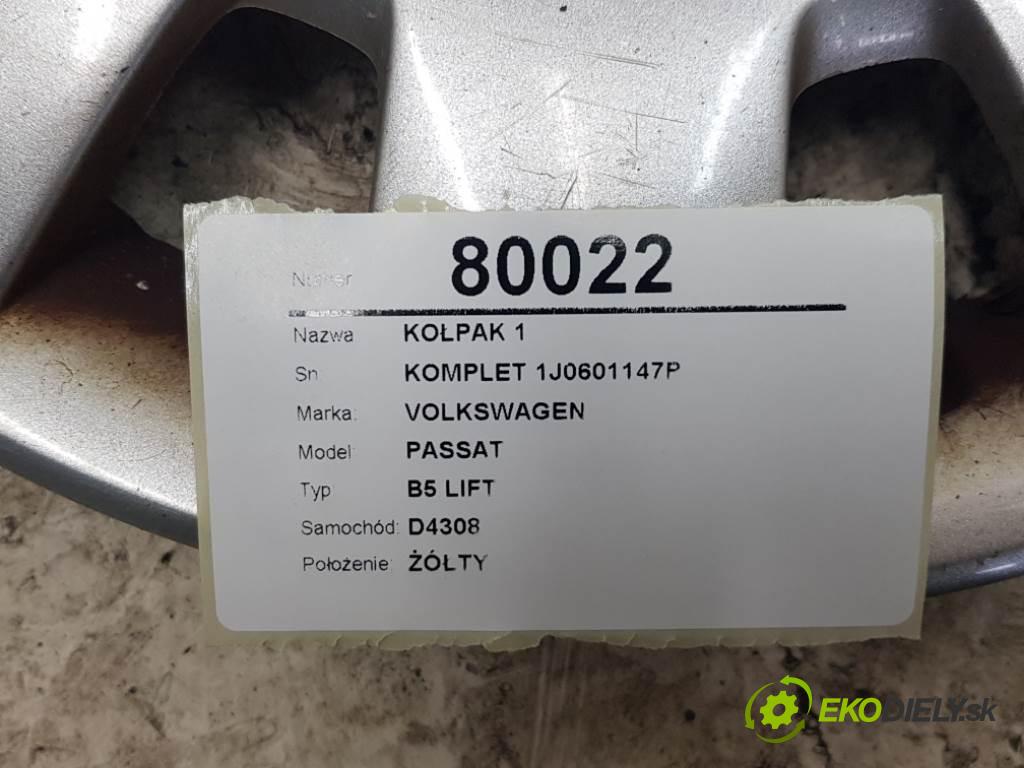 Numer 80022
Nazwa KOŁPAK 1
Sn KOMPLET 1J0601147P
Marka: VOLKSWAGEN
Model PASSAT
Typ B5 LIFT
Samochód: D4308
Położenie: ŻÓŁTY
EKODIELY.sk